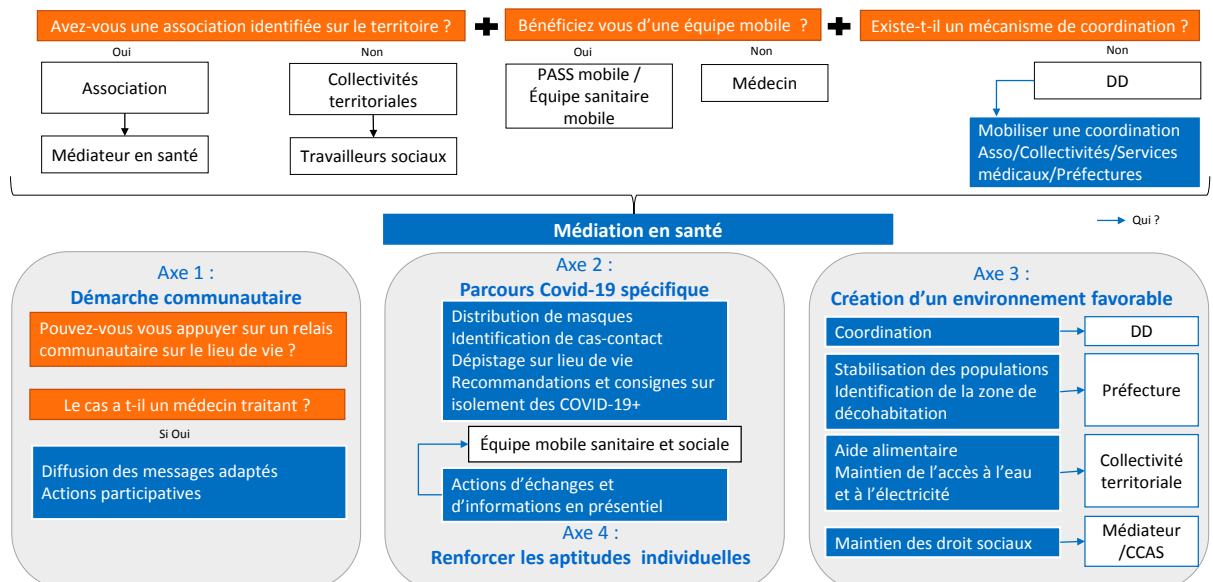 Avez-vous une association identifiée sur le territoire ?
Bénéficiez vous d’une équipe mobile ?
Existe-t-il un mécanisme de coordination ?
Oui
Non
Oui
Non
Non
Association
Collectivités
territoriales
PASS mobile /
Équipe sanitaire
mobile
Médecin
DD
Médiateur en santé
Travailleurs sociaux
Mobiliser une coordination
Asso/Collectivités/Services
médicaux/Préfectures
Médiation en santé
Qui ?
Axe 1 :
Démarche communautaire
Pouvez-vous vous appuyer sur un relais
communautaire sur le lieu de vie ?
Le cas a t-il un médecin traitant ?
Si Oui
Diffusion des messages adaptés
Actions participatives
Axe 2 :
Parcours Covid-19 spécifique
Distribution de masques
Identification de cas-contact
Dépistage sur lieu de vie
Recommandations et consignes sur
isolement des COVID-19+
Équipe mobile sanitaire et sociale
Actions d’échanges et
d’informations en présentiel
Axe 4 :
Renforcer les aptitudes individuelles
Axe 3 :
Création d’un environnement favorable
Coordination
DD
Stabilisation des populations
Identification de la zone de
décohabitation
Préfecture
Aide alimentaire
Maintien de l’accès à l’eau
et à l’électricité
Collectivité
territoriale
Maintien des droit sociaux
Médiateur
/CCAS